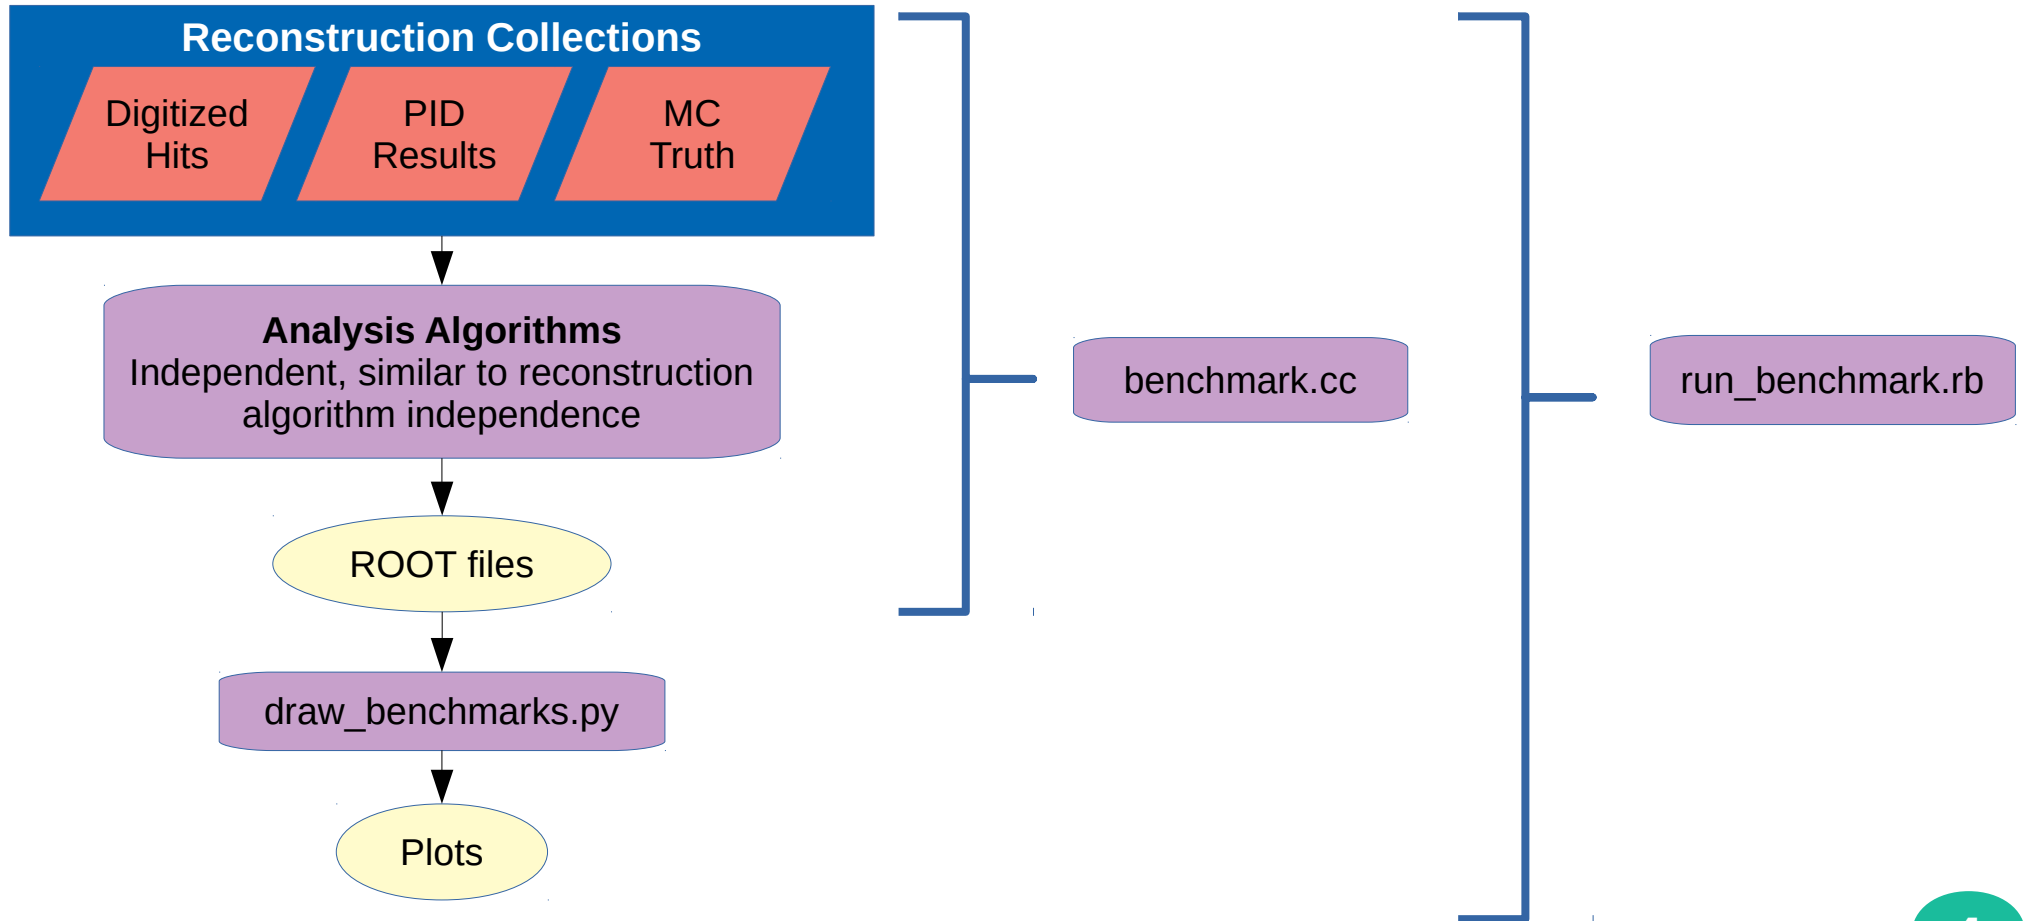 Reconstruction Collections
Digitized
Hits
PID
Results
MC
Truth
Analysis Algorithms
Independent, similar to reconstruction
algorithm independence
ROOT files
draw_benchmarks.py
Plots
benchmark.cc
run_benchmark.rb